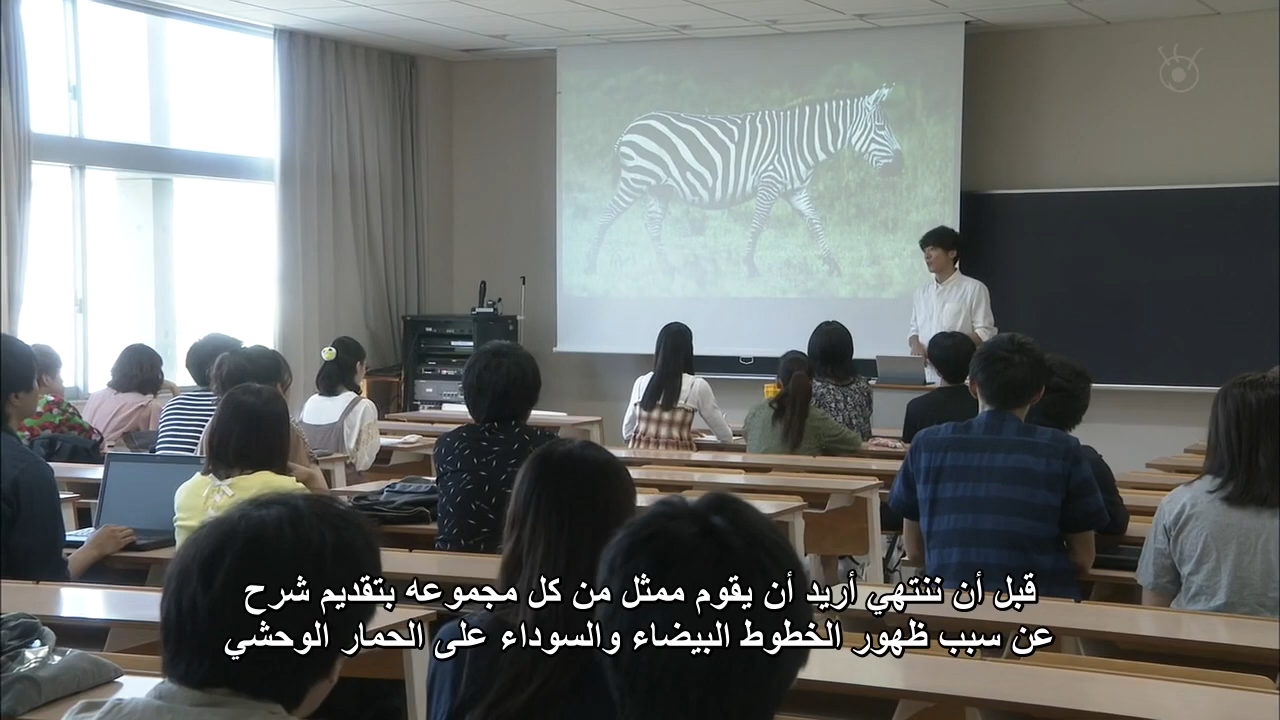 قبل أن ننتهي أريد أن يقوم ممثل من كل مجموعه بتقديم شرح
عن سبب ظهور الخطوط البيضاء والسوداء على الحمار الوحشي